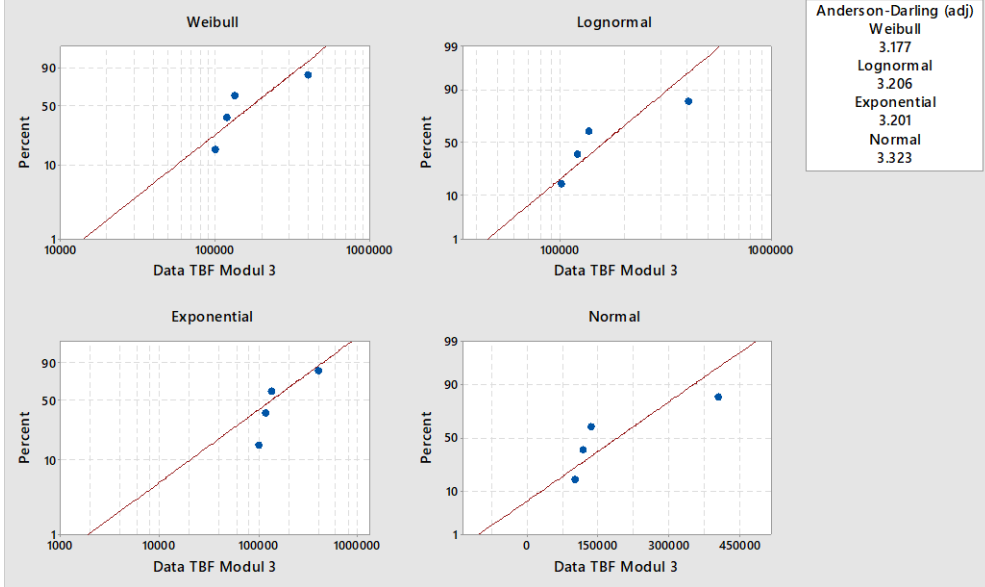 Weibull
Percent
90
50
10
1
10000 100000 1000000
Data TBF Modul 3
Lognormal
Percent
99
90
50
10
1
100000 1000000
Data TBF Modul 3
Anderson-Darling (adj)
Weibull
3.177
Lognormal
3.206
Exponential
3.201
Normal
3.323
Exponential
Percent
90
50
10
1
1000 10000 100000 1000000
Data TBF Modul 3
Normal
Percent
99
90
50
10
1
0 150000 300000 450000
Data TBF Modul 3